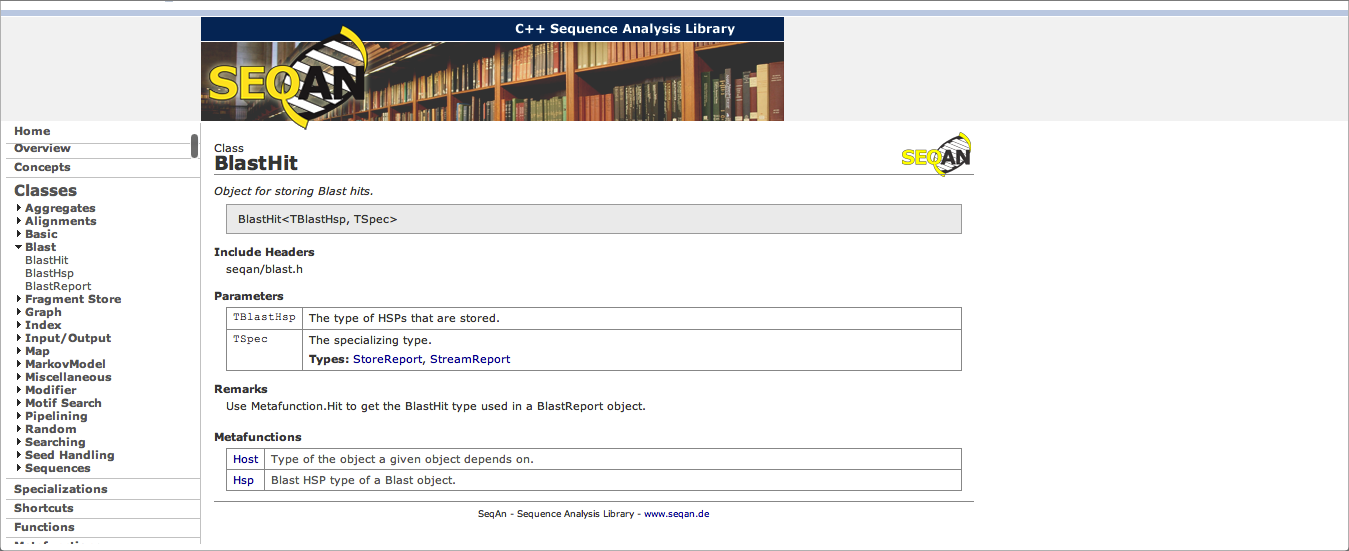 C++ Sequence Analysis Library
SEQAN
Home
Overview
Concepts
Classes
Aggregates
Alignments
Basic
Blast
BlastHit
BlastHsp
BlastReport
Fragment Store
Graph
Index
Input/Output
Map
MarkovModel
Miscellaneous
Modifier
Motif Search
Pipelining
Random
Searching
Seed Handling
Sequences
Specializations
Shortcuts
Functions
Class
BlastHit
SEQAN
Object for storing Blast hits.
BlastHit<TBlastHsp, TSpec>
Include Headers
seqan/blast.h
Parameters
TBlastHsp The type of HSPs that are stored.
TSpec The specializing type.
Types: StoreReport, StreamReport
Remarks
Use Metafunction.Hit to get the BlastHit type used in a BlastReport object.
Metafunctions
Host Type of the object a given object depends on.
Hsp Blast HSP type of a Blast object.
SeqAn - Sequence Analysis Library - www.seqan.de